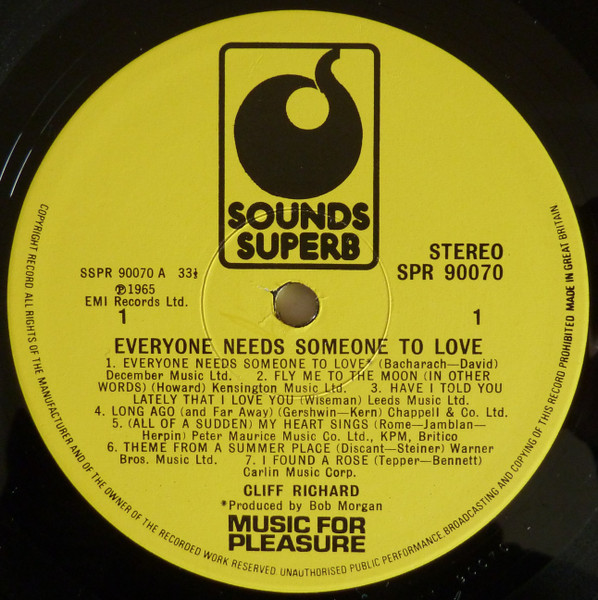 SOUNDS
SUPERB
STEREO
SPR 90070
SSPR 90070 A 33⅓
℗1965
EMI Records Ltd.
1
1
EVERYONE NEEDS SOMEONE TO LOVE
1. EVERYONE NEEDS SOMEONE TO LOVE* (Bacharach—David)
December Music Ltd. 2. FLY ME TO THE MOON (IN OTHER
WORDS) (Howard) Kensington Music Ltd. 3. HAVE I TOLD YOU
LATELY THAT I LOVE YOU (Wiseman) Leeds Music Ltd.
4. LONG AGO (and Far Away) (Gershwin—Kern) Chappell & Co. Ltd.
5. (ALL OF A SUDDEN) MY HEART SINGS (Rome—Jamblan—
Herpin) Peter Maurice Music Co. Ltd., KPM, Britico
6. THEME FROM A SUMMER PLACE (Discant—Steiner) Warner
Bros. Music Ltd. 7. I FOUND A ROSE (Tepper—Bennett)
Carlin Music Corp.
CLIFF RICHARD
*Produced by Bob Morgan
MUSIC FOR
PLEASURE
COPYRIGHT RECORD. ALL RIGHTS OF THE MANUFACTURER AND OF THE OWNER OF THE RECORDED WORK RESERVED. UNAUTHORISED PUBLIC PERFORMANCE, BROADCASTING AND COPYING OF THIS RECORD PROHIBITED. MADE IN GREAT BRITAIN